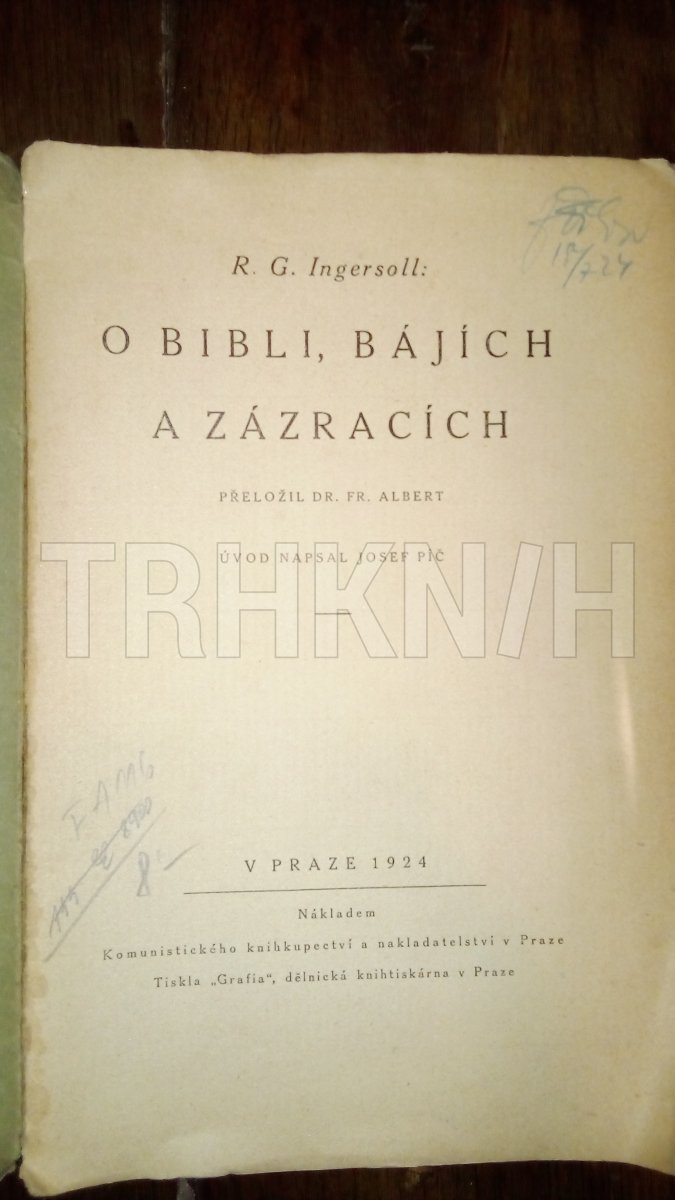 R. G. Ingersoll:
O BIBLI, BÁJÍCH
A ZÁZRACÍCH
PŘELOŽIL DR. FR. ALBERT
ÚVOD NAPSAL JOSEF PÍČ
TRHKNIH
V PRAZE 1924
Nákladem
Komunistického knihkupectví a nakladatelství v Praze
Tiskla „Grafia“, dělnická knihtiskárna v Praze